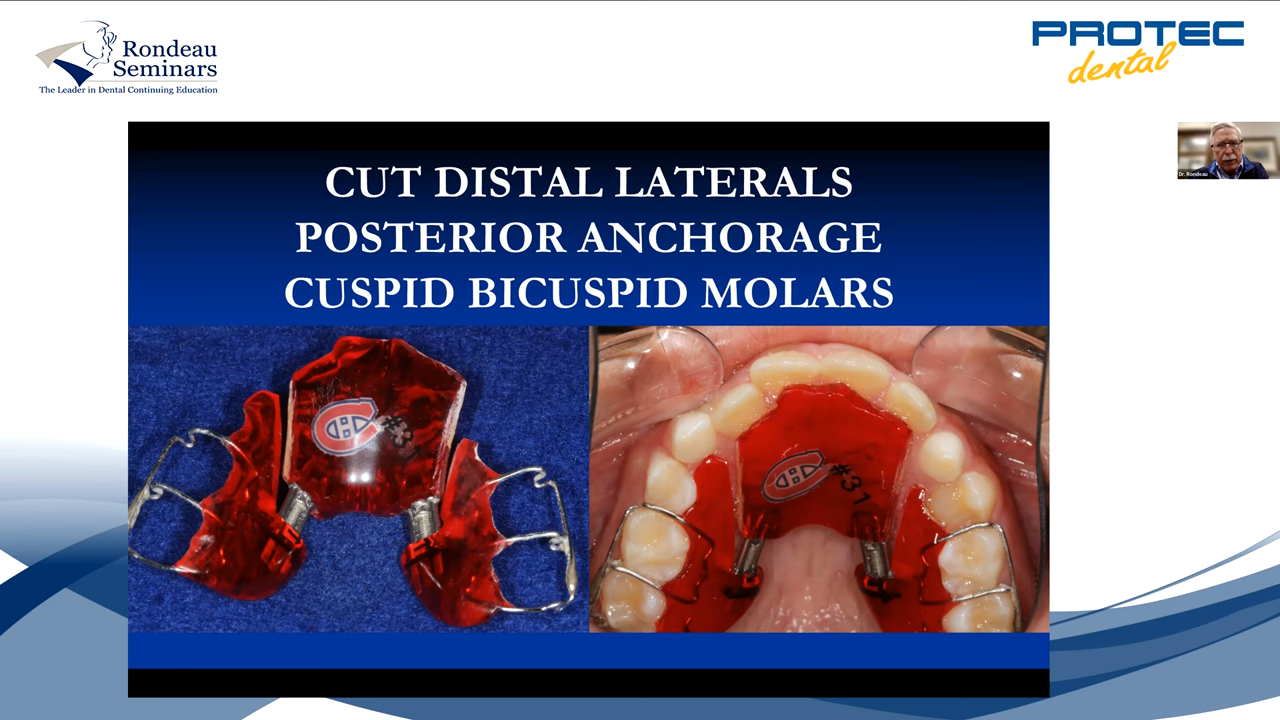 Rondeau
Seminars
The Leader in Dental Continuing Education
PROTEC
dental
Dr. Rondeau
CUT DISTAL LATERALS
POSTERIOR ANCHORAGE
CUSPID BICUSPID MOLARS
CH
#31